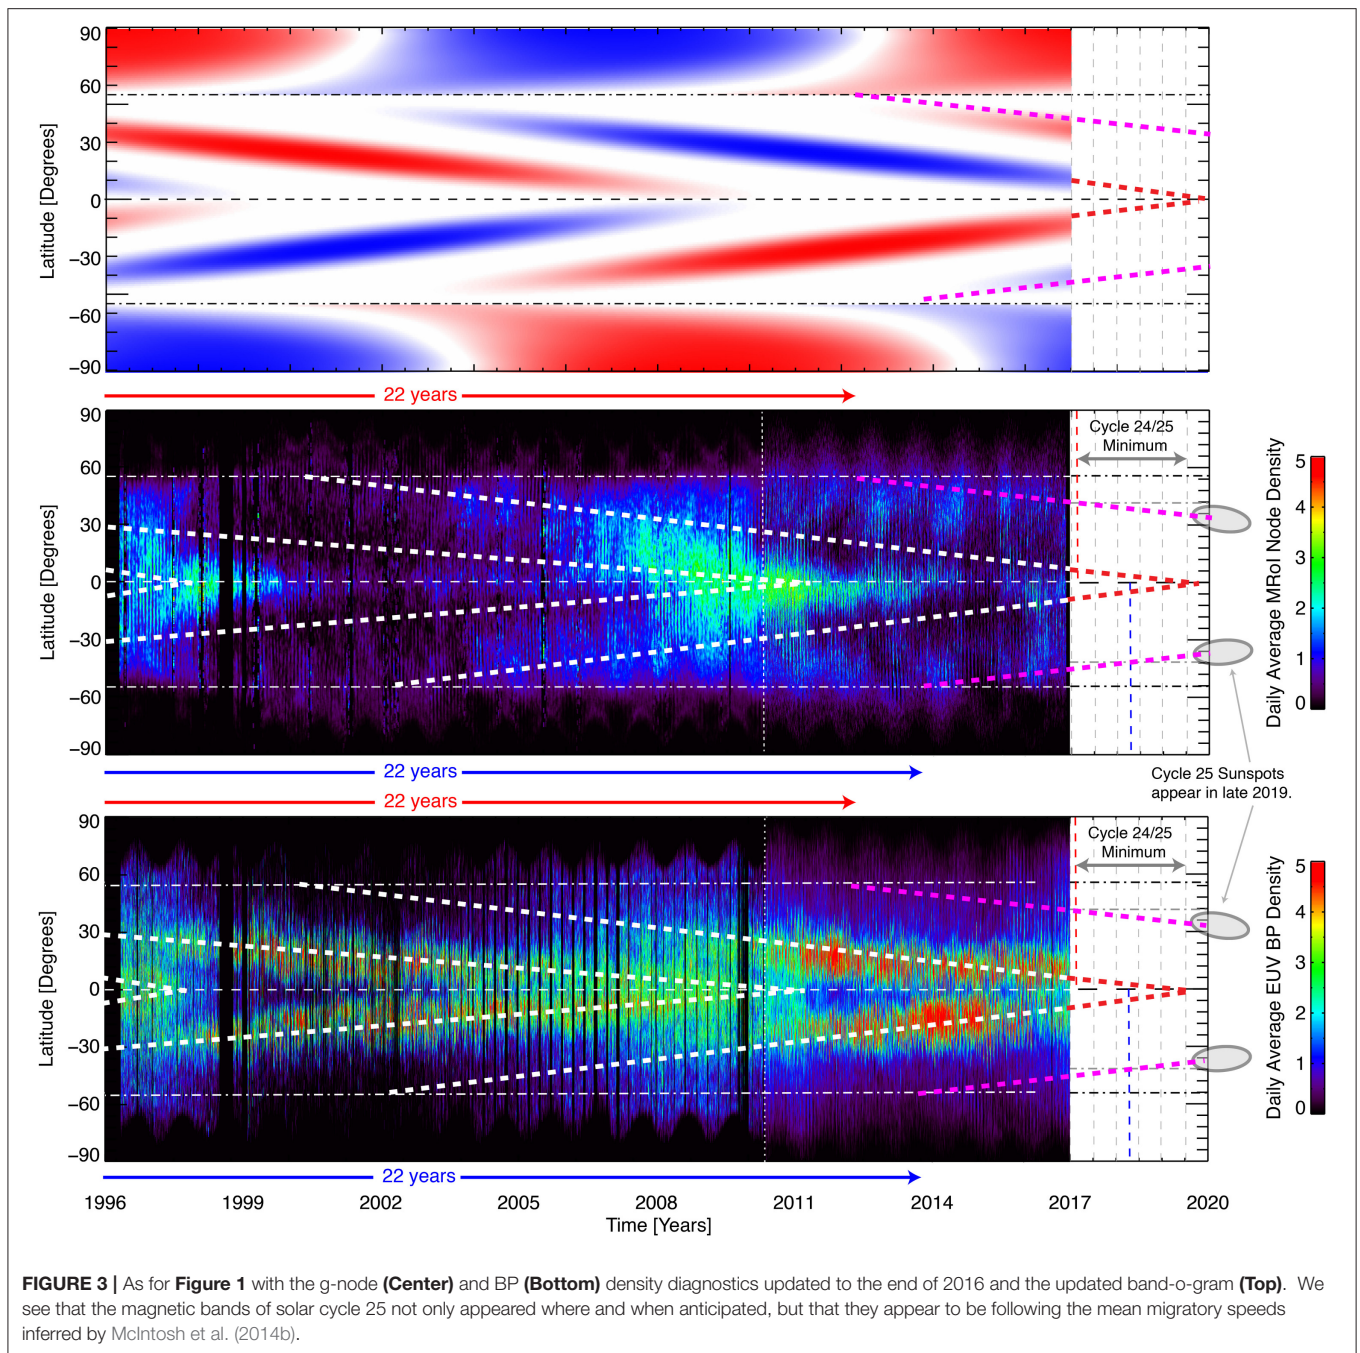 90
60
30
0
−30
−60
−90
Latitude [Degrees]
22 years
90
60
30
0
−30
−60
−90
Latitude [Degrees]
Cycle 24/25
Minimum
5
4
3
2
1
0
Daily Average MRoI Node Density
22 years
Cycle 25 Sunspots
appear in late 2019.
22 years
90
60
30
0
−30
−60
−90
Latitude [Degrees]
Cycle 24/25
Minimum
5
4
3
2
1
0
Daily Average EUV BP Density
22 years
1996 1999 2002 2005 2008 2011 2014 2017 2020
Time [Years]
FIGURE 3 | As for Figure 1 with the g-node (Center) and BP (Bottom) density diagnostics updated to the end of 2016 and the updated band-o-gram (Top). We
see that the magnetic bands of solar cycle 25 not only appeared where and when anticipated, but that they appear to be following the mean migratory speeds
inferred by McIntosh et al. (2014b).